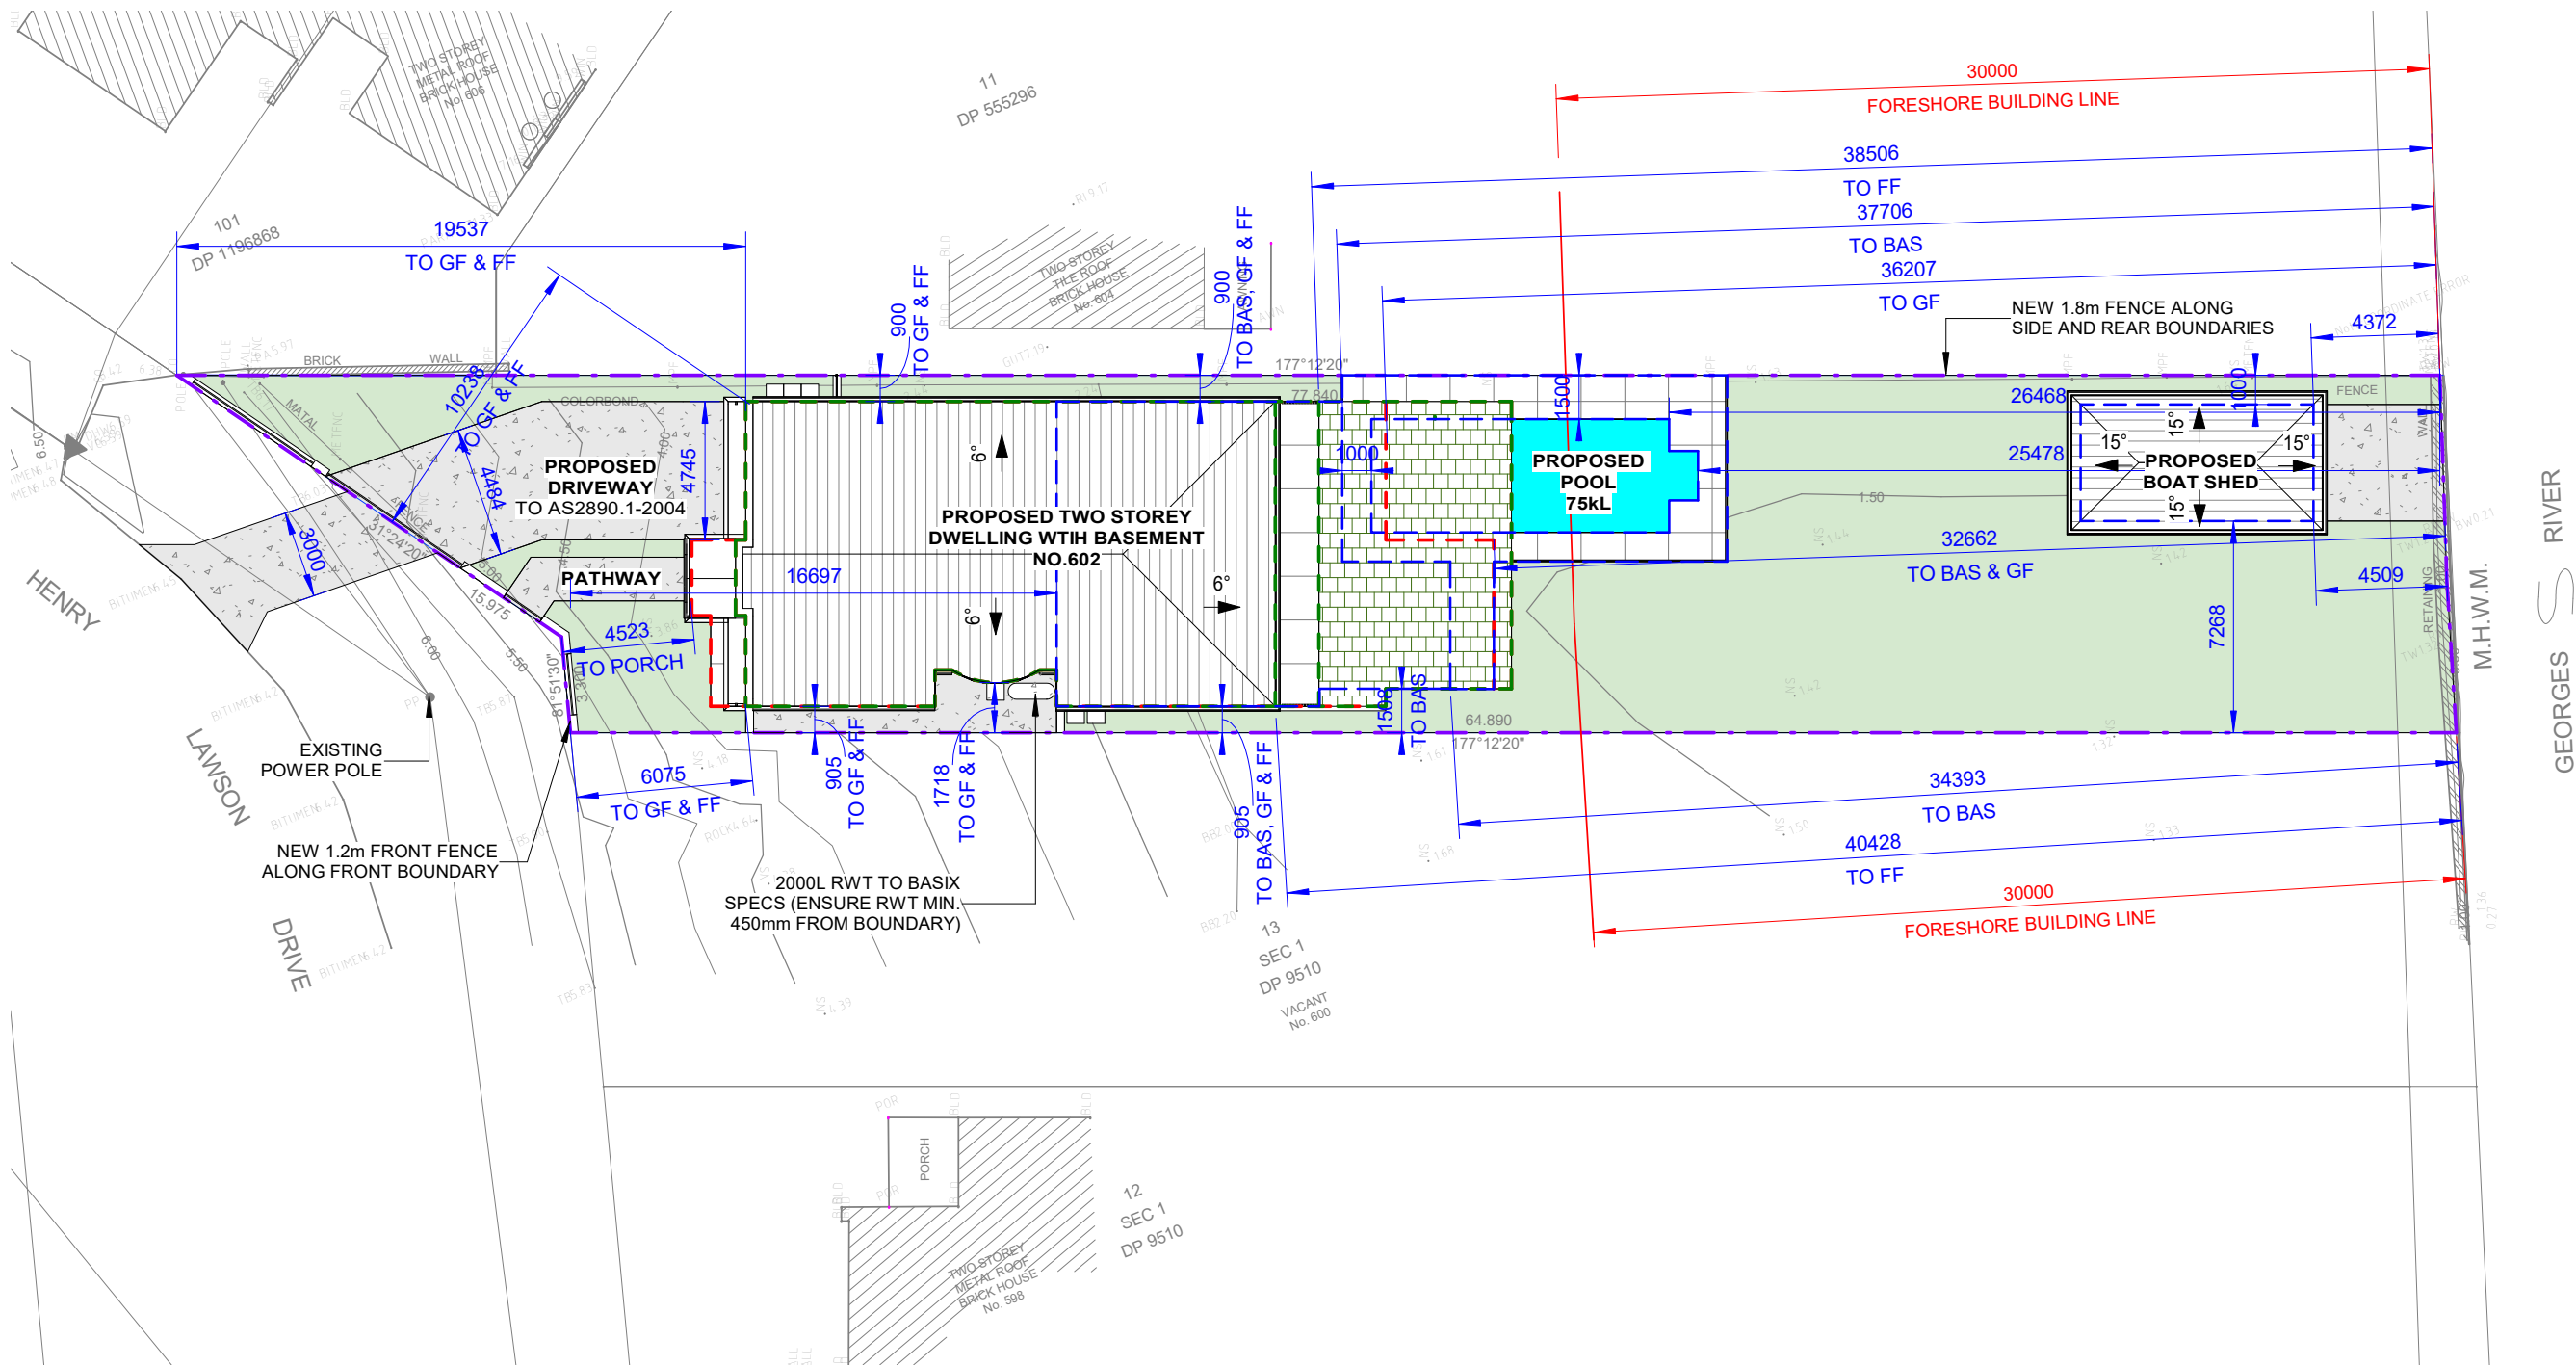 TWO STOREY
METAL ROOF
BRICK HOUSE
No. 606
11
DP 555296
30000
FORESHORE BUILDING LINE
38506
TO FF
37706
TO BAS
36207
TO GF
101
DP 1196868
19537
TO GF & FF
10238
TO GF & FF
900
TO GF & FF
TWO STOREY
TILE ROOF
BRICK HOUSE
No. 604
900
TO BAS, GF & FF
NEW 1.8m FENCE ALONG
SIDE AND REAR BOUNDARIES
4372
BRICK WALL
177°12'20"
77.840
1500
1000
26468
25478
1000
FENCE
COLORBOND
4484
4745
PROPOSED
DRIVEWAY
TO AS2890.1-2004
6°
PROPOSED TWO STOREY
DWELLING WTIH BASEMENT
NO.602
PROPOSED
POOL
75kL
15°
15°
15°
15°
PROPOSED
BOAT SHED
3000
31°24'20"
15.975
PATHWAY
16697
6°
6°
32662
TO BAS & GF
4509
7268
4523
TO PORCH
81°51'30"
3.300
HENRY
LAWSON
DRIVE
EXISTING
POWER POLE
6075
TO GF & FF
905
TO GF & FF
1718
TO GF & FF
905
TO BAS, GF & FF
1508
TO BAS
64.890
177°12'20"
34393
TO BAS
40428
TO FF
30000
FORESHORE BUILDING LINE
RETAINING
M.H.W.M.
GEORGES RIVER
NEW 1.2m FRONT FENCE
ALONG FRONT BOUNDARY
2000L RWT TO BASIX
SPECS (ENSURE RWT MIN.
450mm FROM BOUNDARY)
13
SEC 1
DP 9510
VACANT
No. 600
PORCH
12
SEC 1
DP 9510
TWO STOREY
METAL ROOF
BRICK HOUSE
No. 598